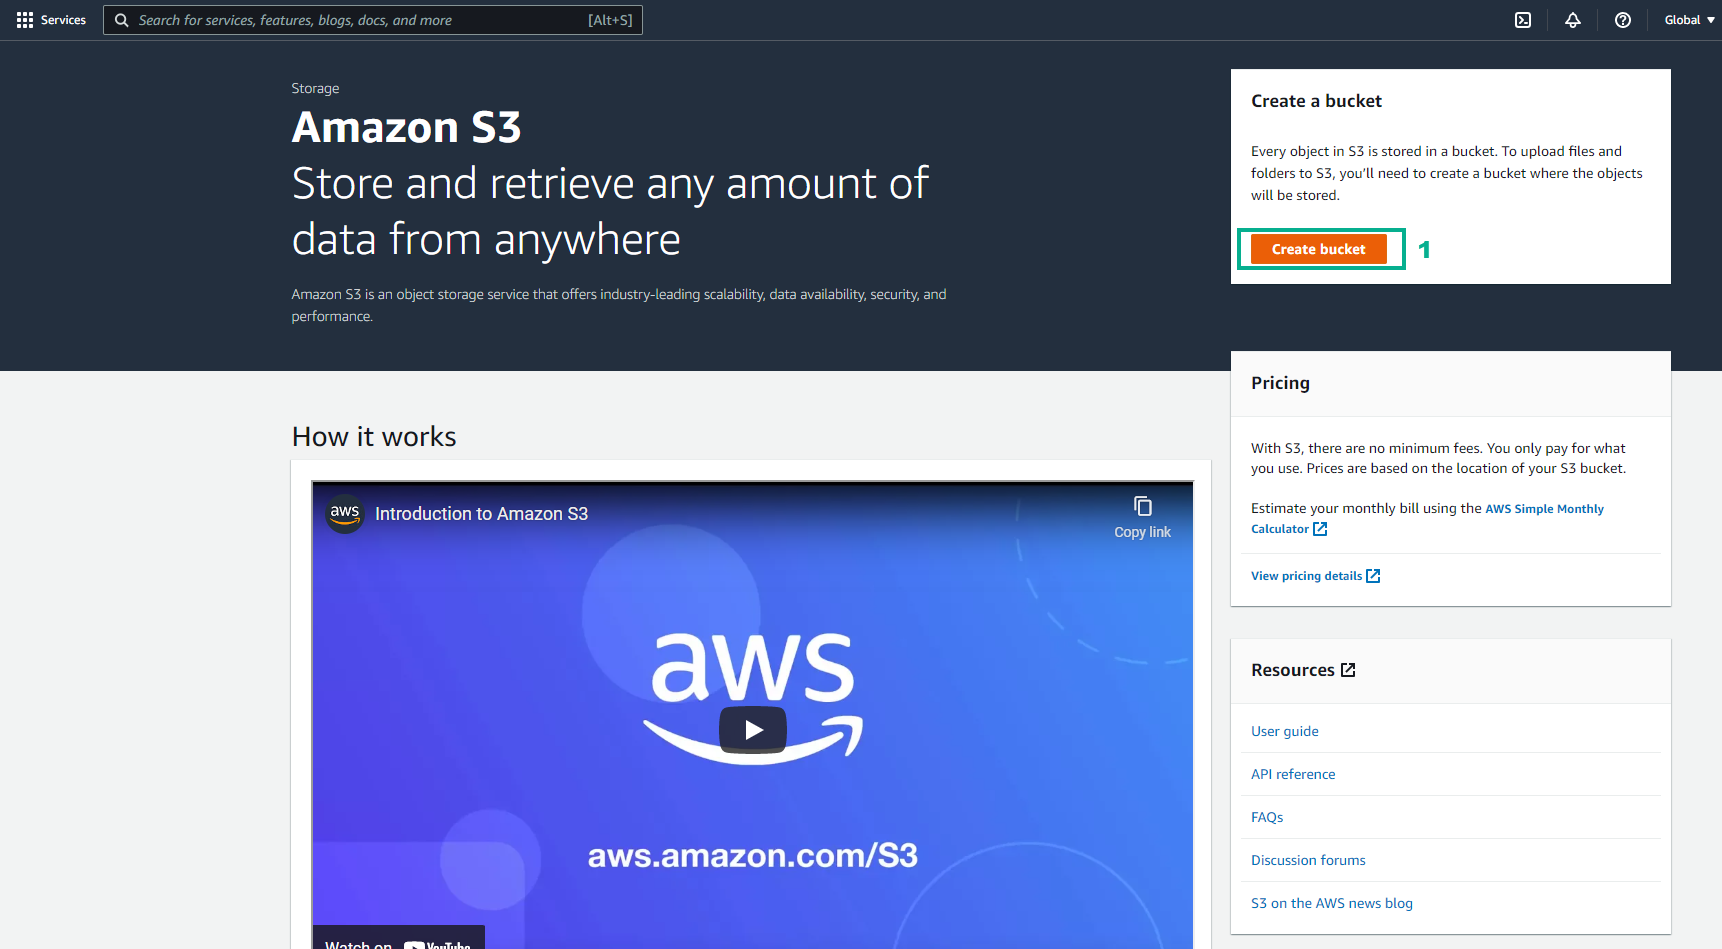 Services
Search for services, features, blogs, docs, and more [Alt+S]
Global
Storage
Amazon S3
Store and retrieve any amount of
data from anywhere
Amazon S3 is an object storage service that offers industry-leading scalability, data availability, security, and
performance.
Create a bucket
Every object in S3 is stored in a bucket. To upload files and
folders to S3, you'll need to create a bucket where the objects
will be stored.
Create bucket 1
How it works
aws Introduction to Amazon S3
Copy link
aws
aws.amazon.com/S3
Watch on YouTube
Pricing
With S3, there are no minimum fees. You only pay for what
you use. Prices are based on the location of your S3 bucket.
Estimate your monthly bill using the AWS Simple Monthly
Calculator
View pricing details
Resources
User guide
API reference
FAQs
Discussion forums
S3 on the AWS news blog